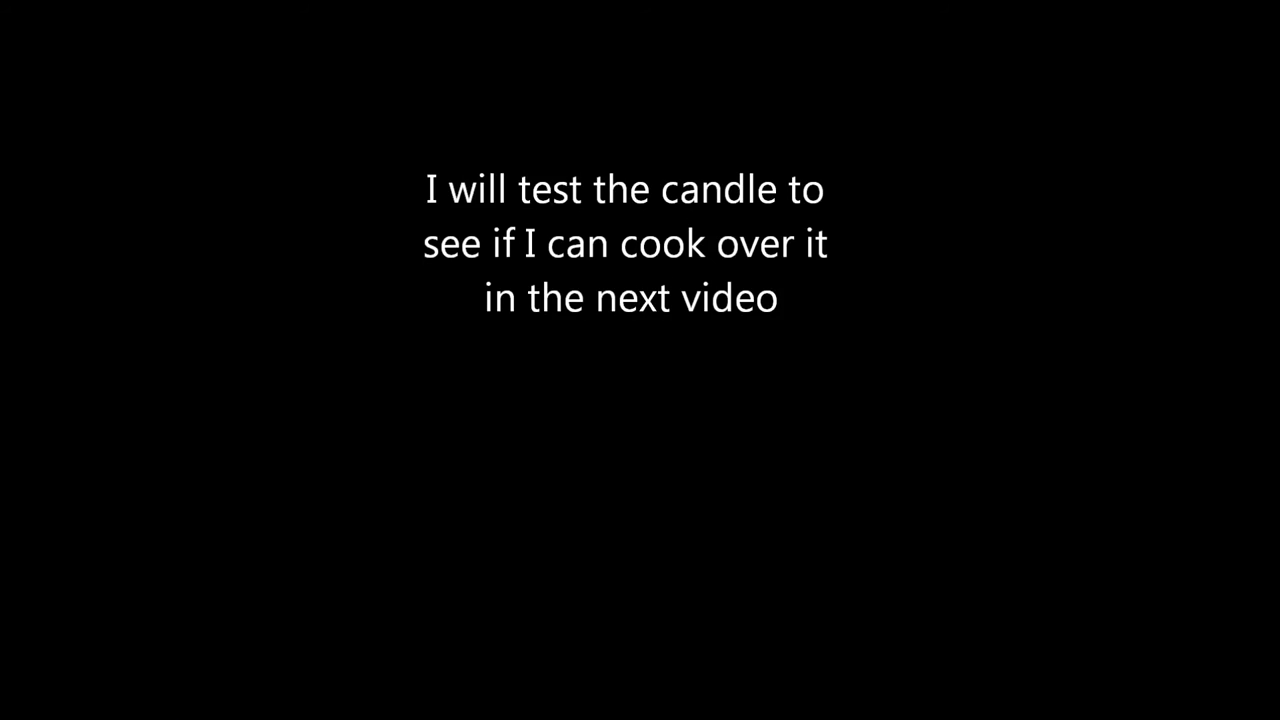 I will test the candle to
see if I can cook over it
in the next video